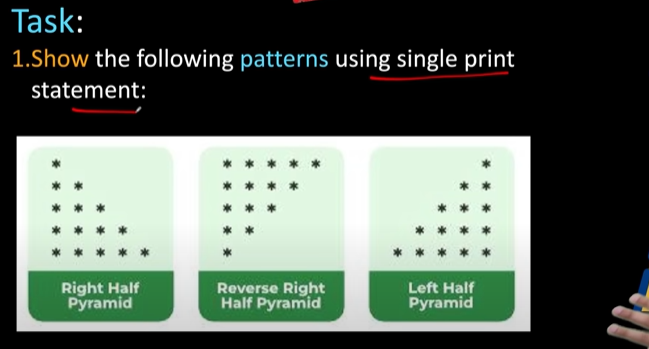 Task:
1.Show the following patterns using single print
statement:
*
* *
* * *
* * * *
* * * * *
Right Half
Pyramid
* * * * *
* * * *
* * *
* *
*
Reverse Right
Half Pyramid
*
* *
* * *
* * * *
* * * * *
Left Half
Pyramid